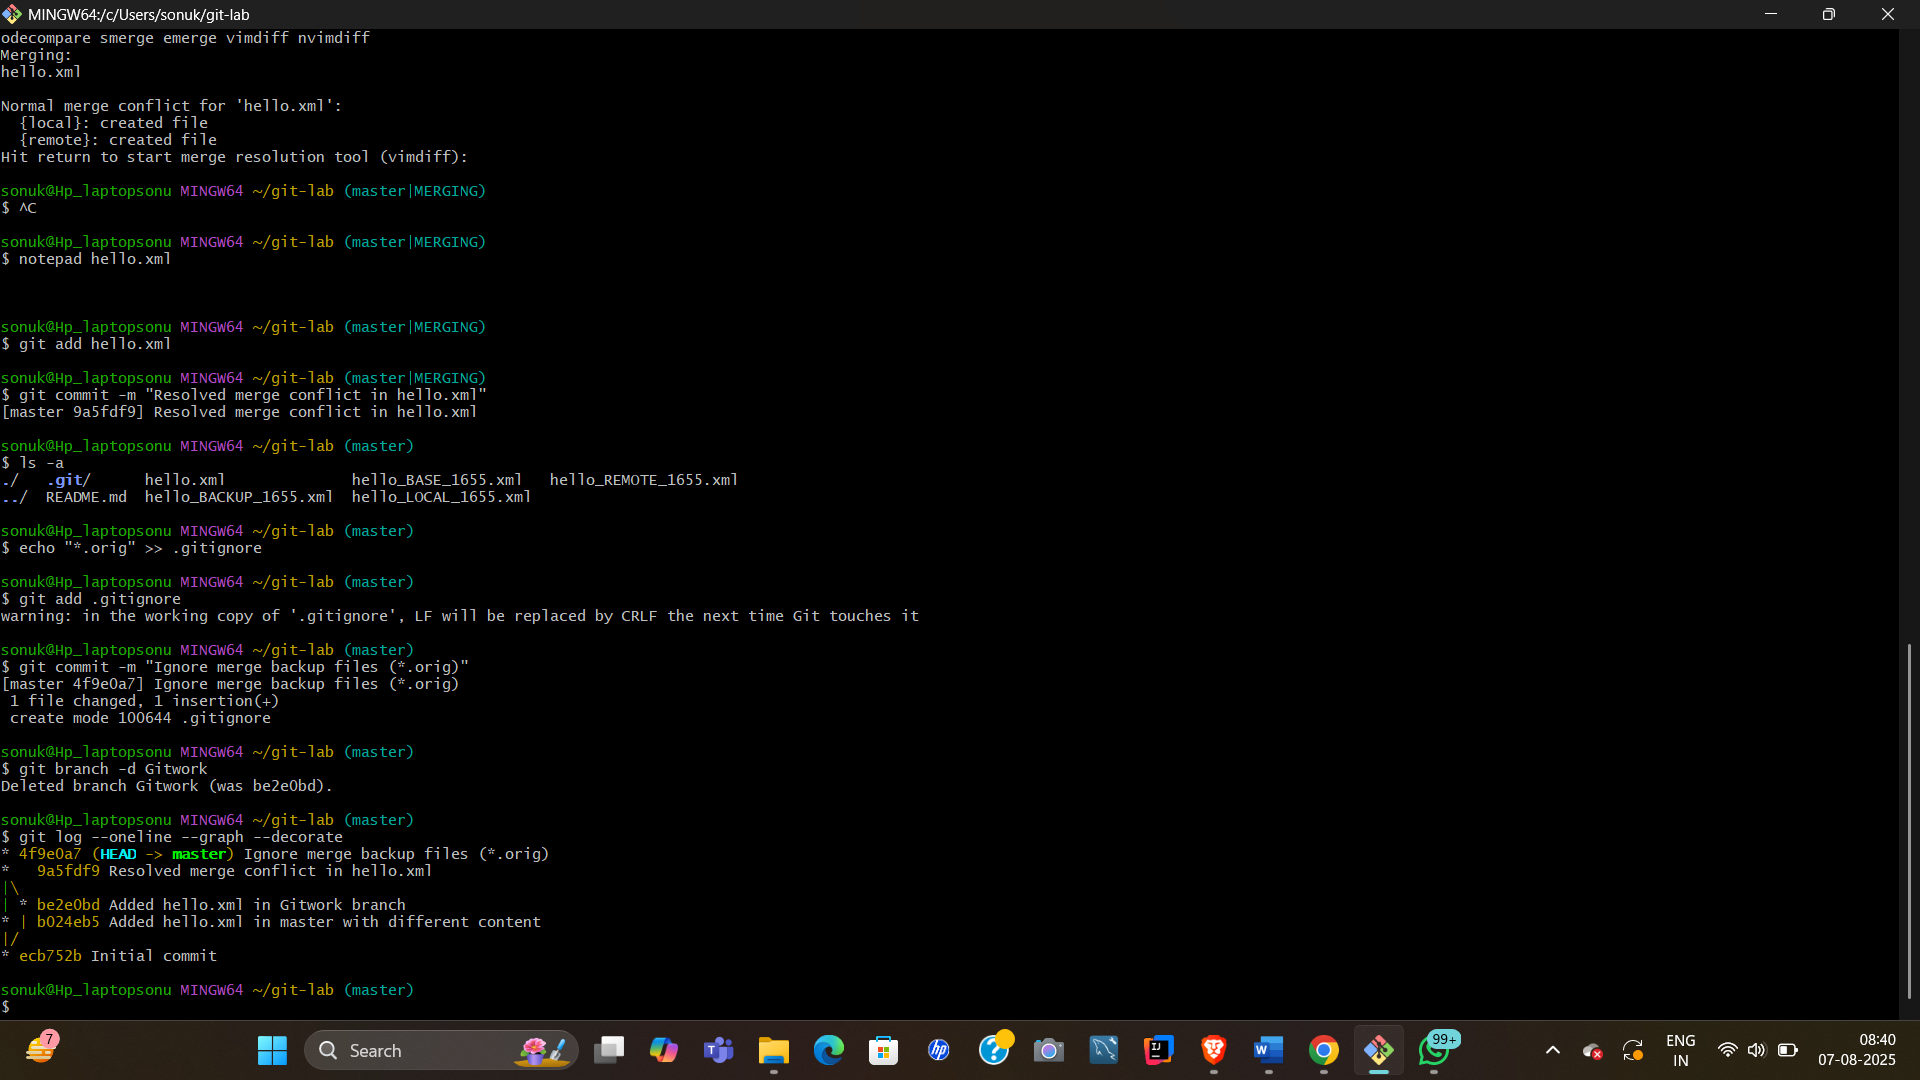 MINGW64:/c/Users/sonuk/git-lab
odecompare smerge emerge vimdiff nvimdiff
Merging:
hello.xml
Normal merge conflict for 'hello.xml':
  {local}: created file
  {remote}: created file
Hit return to start merge resolution tool (vimdiff):
sonuk@Hp_laptopsonu MINGW64 ~/git-lab (master|MERGING)
$ ^C
sonuk@Hp_laptopsonu MINGW64 ~/git-lab (master|MERGING)
$ notepad hello.xml
sonuk@Hp_laptopsonu MINGW64 ~/git-lab (master|MERGING)
$ git add hello.xml
sonuk@Hp_laptopsonu MINGW64 ~/git-lab (master|MERGING)
$ git commit -m "Resolved merge conflict in hello.xml"
[master 9a5fdf9] Resolved merge conflict in hello.xml
sonuk@Hp_laptopsonu MINGW64 ~/git-lab (master)
$ ls -a
./   .git/      hello.xml              hello_BASE_1655.xml   hello_REMOTE_1655.xml
../  README.md  hello_BACKUP_1655.xml  hello_LOCAL_1655.xml
sonuk@Hp_laptopsonu MINGW64 ~/git-lab (master)
$ echo "*.orig" >> .gitignore
sonuk@Hp_laptopsonu MINGW64 ~/git-lab (master)
$ git add .gitignore
warning: in the working copy of '.gitignore', LF will be replaced by CRLF the next time Git touches it
sonuk@Hp_laptopsonu MINGW64 ~/git-lab (master)
$ git commit -m "Ignore merge backup files (*.orig)"
[master 4f9e0a7] Ignore merge backup files (*.orig)
 1 file changed, 1 insertion(+)
 create mode 100644 .gitignore
sonuk@Hp_laptopsonu MINGW64 ~/git-lab (master)
$ git branch -d Gitwork
Deleted branch Gitwork (was be2e0bd).
sonuk@Hp_laptopsonu MINGW64 ~/git-lab (master)
$ git log --oneline --graph --decorate
* 4f9e0a7 (HEAD -> master) Ignore merge backup files (*.orig)
*   9a5fdf9 Resolved merge conflict in hello.xml
|\
| * be2e0bd Added hello.xml in Gitwork branch
* | b024eb5 Added hello.xml in master with different content
|/
* ecb752b Initial commit
sonuk@Hp_laptopsonu MINGW64 ~/git-lab (master)
$
7
Search
T
hp
?
IJ
W
99+
ENG
IN
08:40
07-08-2025